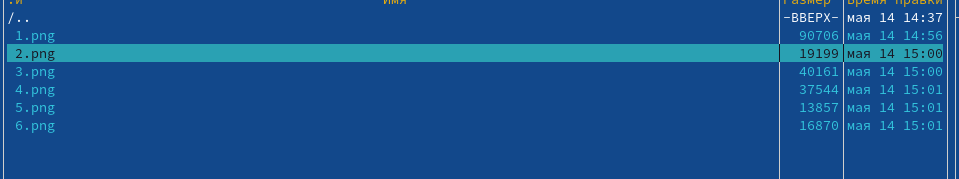 .и Имя Размер Время правки
/.. -ВВЕРХ- мая 14 14:37
1.png 90706 мая 14 14:56
2.png 19199 мая 14 15:00
3.png 40161 мая 14 15:00
4.png 37544 мая 14 15:01
5.png 13857 мая 14 15:01
6.png 16870 мая 14 15:01